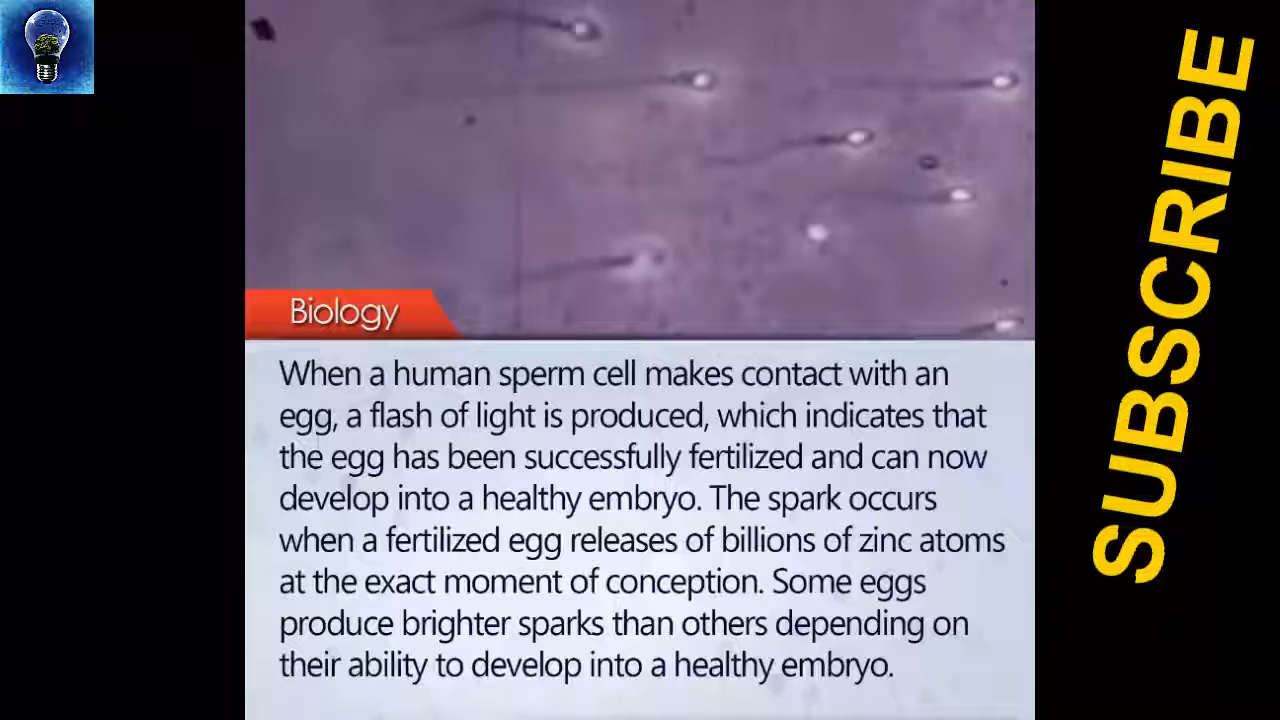 Biology
When a human sperm cell makes contact with an
egg, a flash of light is produced, which indicates that
the egg has been successfully fertilized and can now
develop into a healthy embryo. The spark occurs
when a fertilized egg releases of billions of zinc atoms
at the exact moment of conception. Some eggs
produce brighter sparks than others depending on
their ability to develop into a healthy embryo.
SUBSCRIBE